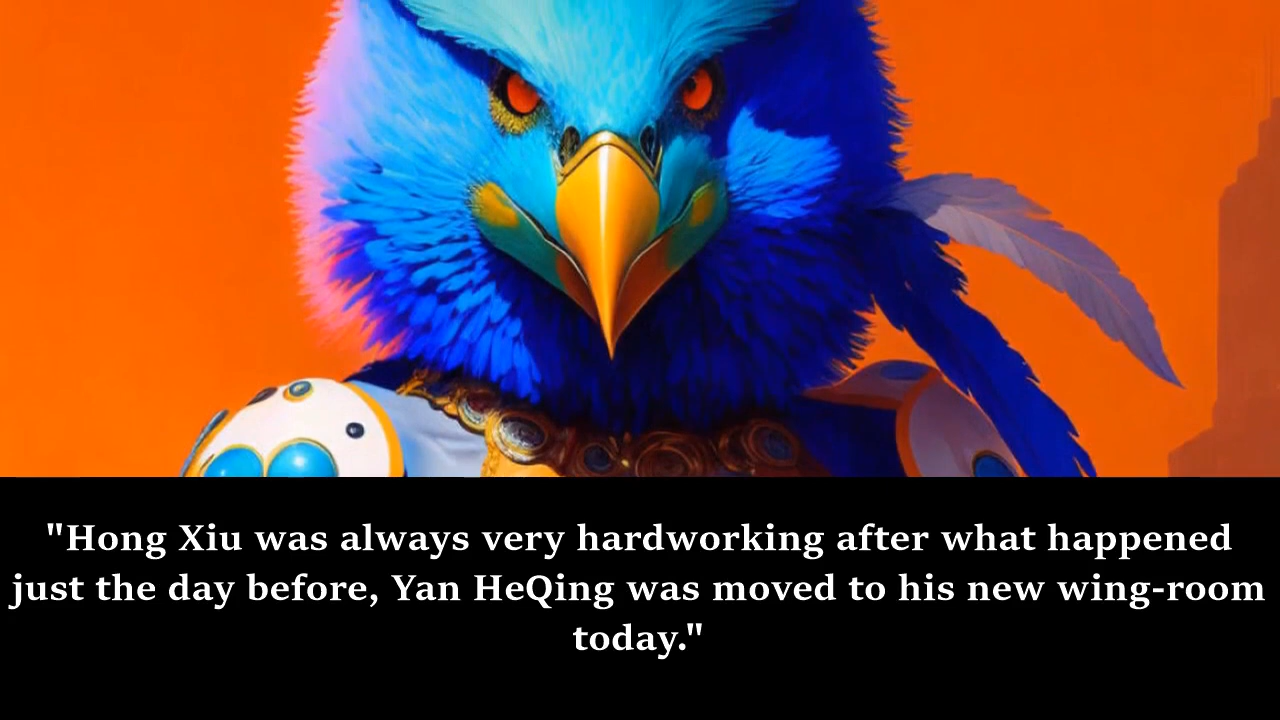 "Hong Xiu was always very hardworking after what happened
just the day before, Yan HeQing was moved to his new wing-room
today."